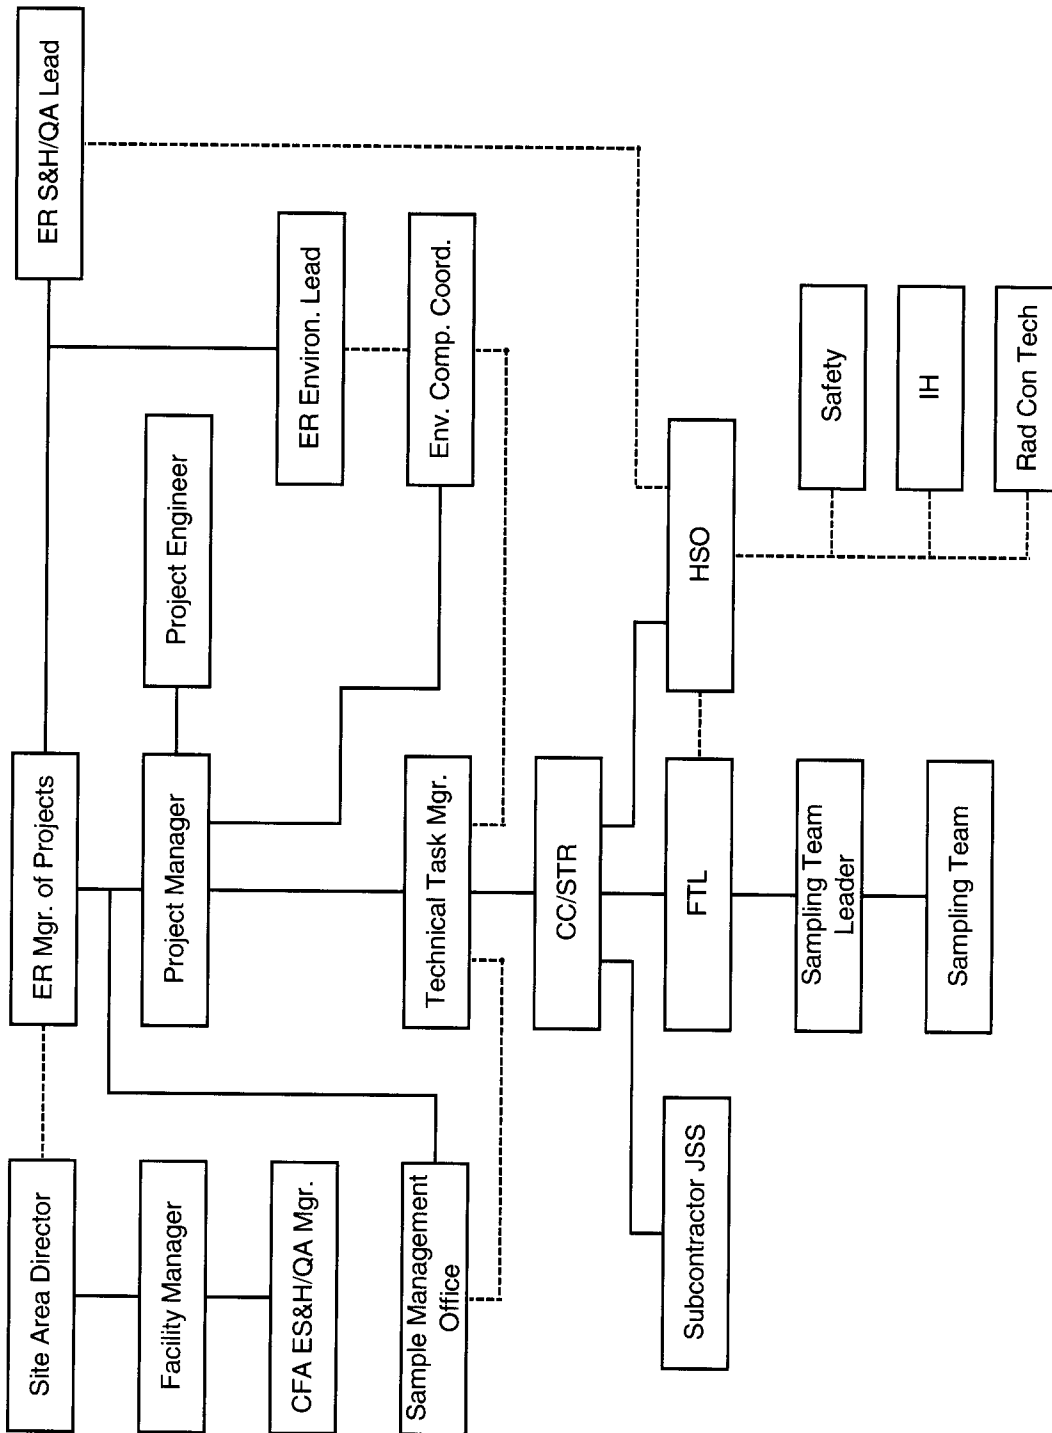 Site Area Director
ER Mgr. of Projects
ER S&H/QA Lead
Facility Manager
Project Manager
Project Engineer
CFA ES&H/QA Mgr.
ER Environ. Lead
Sample Management
Office
Technical Task Mgr.
Env. Comp. Coord.
CC/STR
Subcontractor JSS
FTL
HSO
Sampling Team
Leader
Safety
Sampling Team
IH
Rad Con Tech